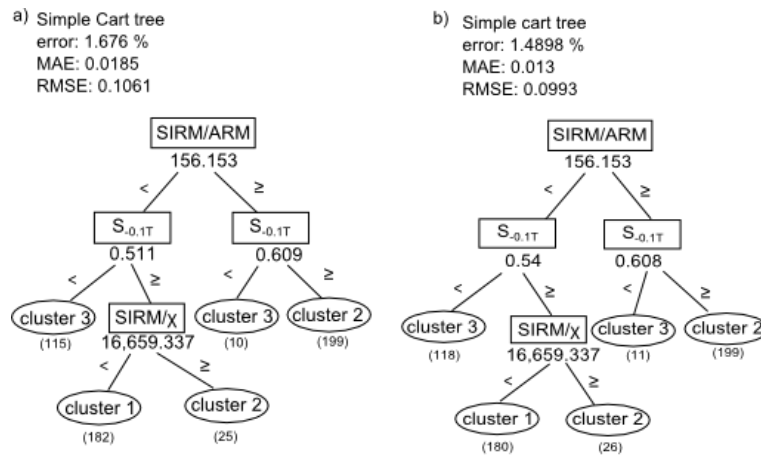 a) Simple Cart tree
error: 1.676 %
MAE: 0.0185
RMSE: 0.1061
SIRM/ARM
156.153
< ≥
S-0.1T S-0.1T
0.511 0.609
< ≥ < ≥
cluster 3 SIRM/χ cluster 3 cluster 2
(115) 16,659.337 (10) (199)
< ≥
cluster 1 cluster 2
(182) (25)
b) Simple cart tree
error: 1.4898 %
MAE: 0.013
RMSE: 0.0993
SIRM/ARM
156.153
< ≥
S-0.1T S-0.1T
0.54 0.608
< ≥ < ≥
cluster 3 SIRM/χ cluster 3 cluster 2
(118) 16,659.337 (11) (199)
< ≥
cluster 1 cluster 2
(180) (26)